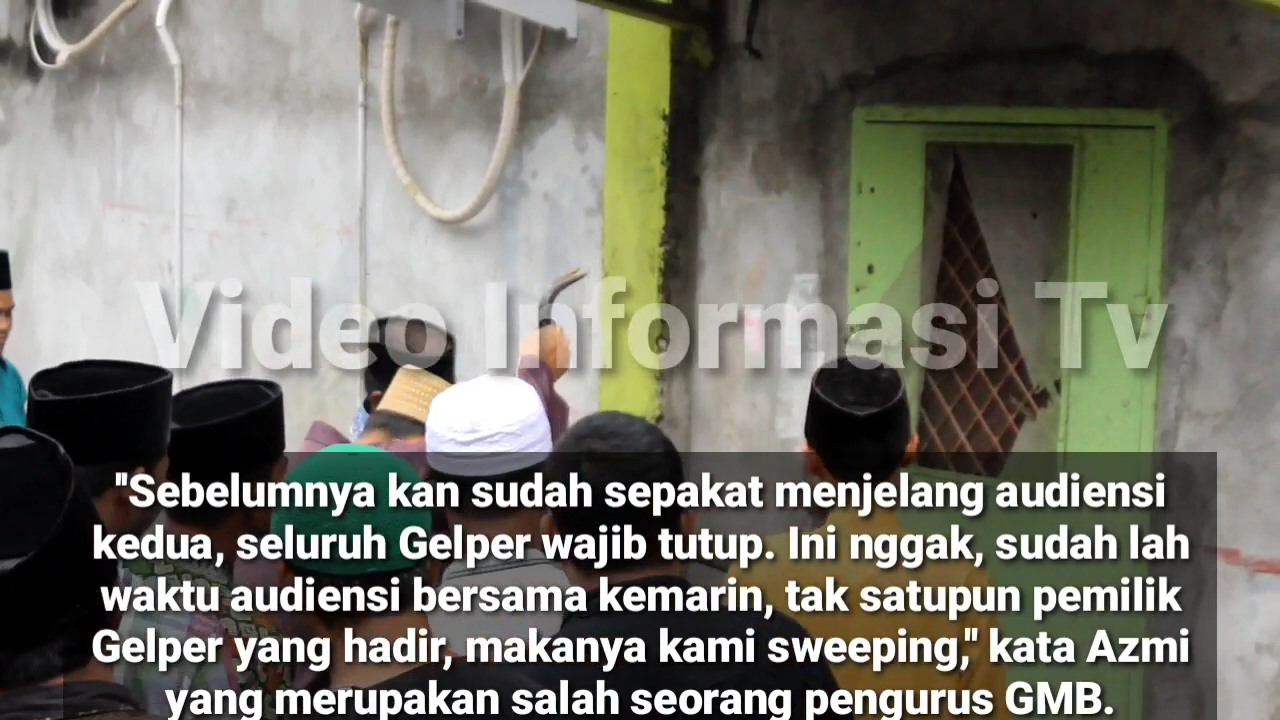 Video Informasi Tv
"Sebelumnya kan sudah sepakat menjelang audiensi
kedua, seluruh Gelper wajib tutup. Ini nggak, sudah lah
waktu audiensi bersama kemarin, tak satupun pemilik
Gelper yang hadir, makanya kami sweeping," kata Azmi
yang merupakan salah seorang pengurus GMB.